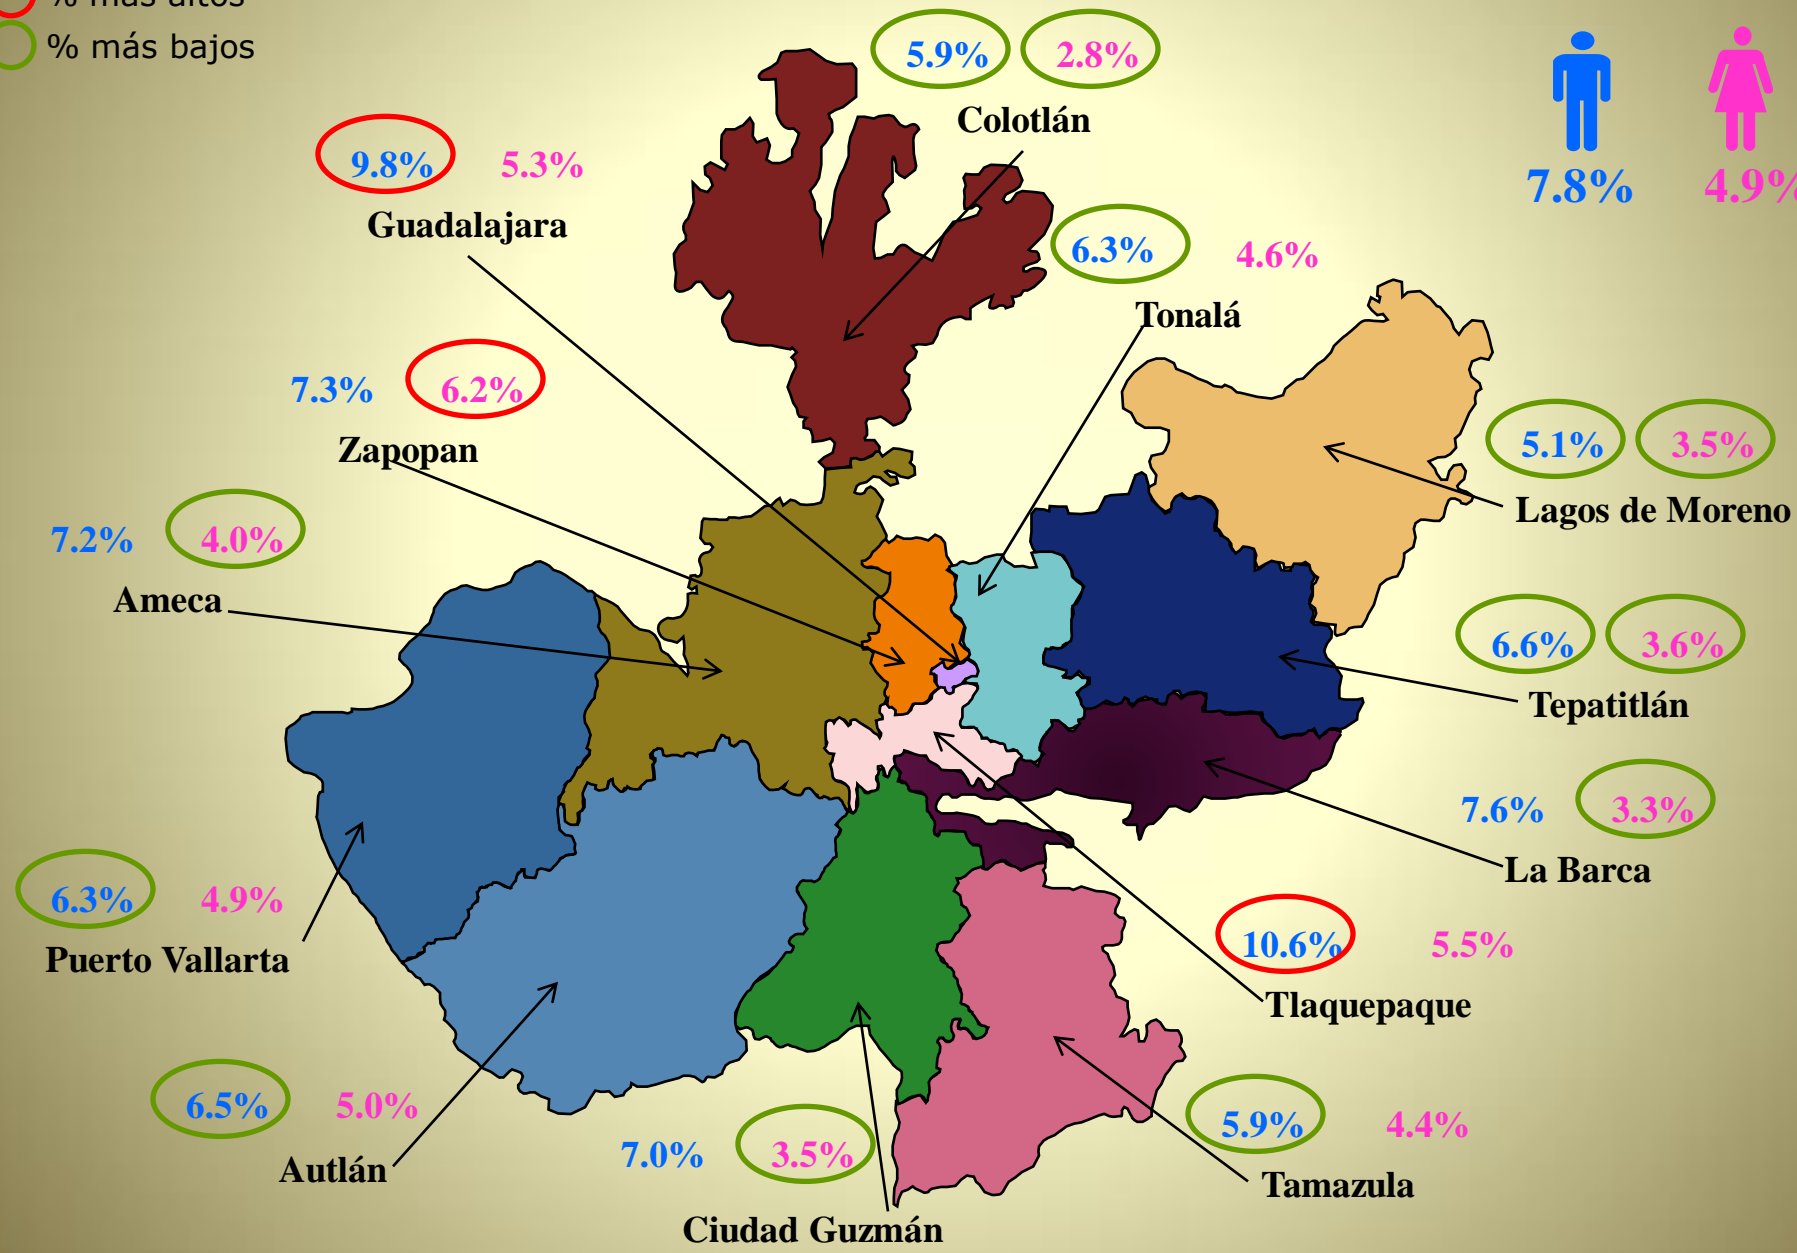 % más altos
% más bajos
5.9% 2.8%
Colotlán
7.8% 4.9%
9.8% 5.3%
Guadalajara
6.3% 4.6%
Tonalá
7.3% 6.2%
Zapopan
5.1% 3.5%
Lagos de Moreno
7.2% 4.0%
Ameca
6.6% 3.6%
Tepatitlán
7.6% 3.3%
La Barca
6.3% 4.9%
Puerto Vallarta
10.6% 5.5%
Tlaquepaque
6.5% 5.0%
Autlán
7.0% 3.5%
Ciudad Guzmán
5.9% 4.4%
Tamazula